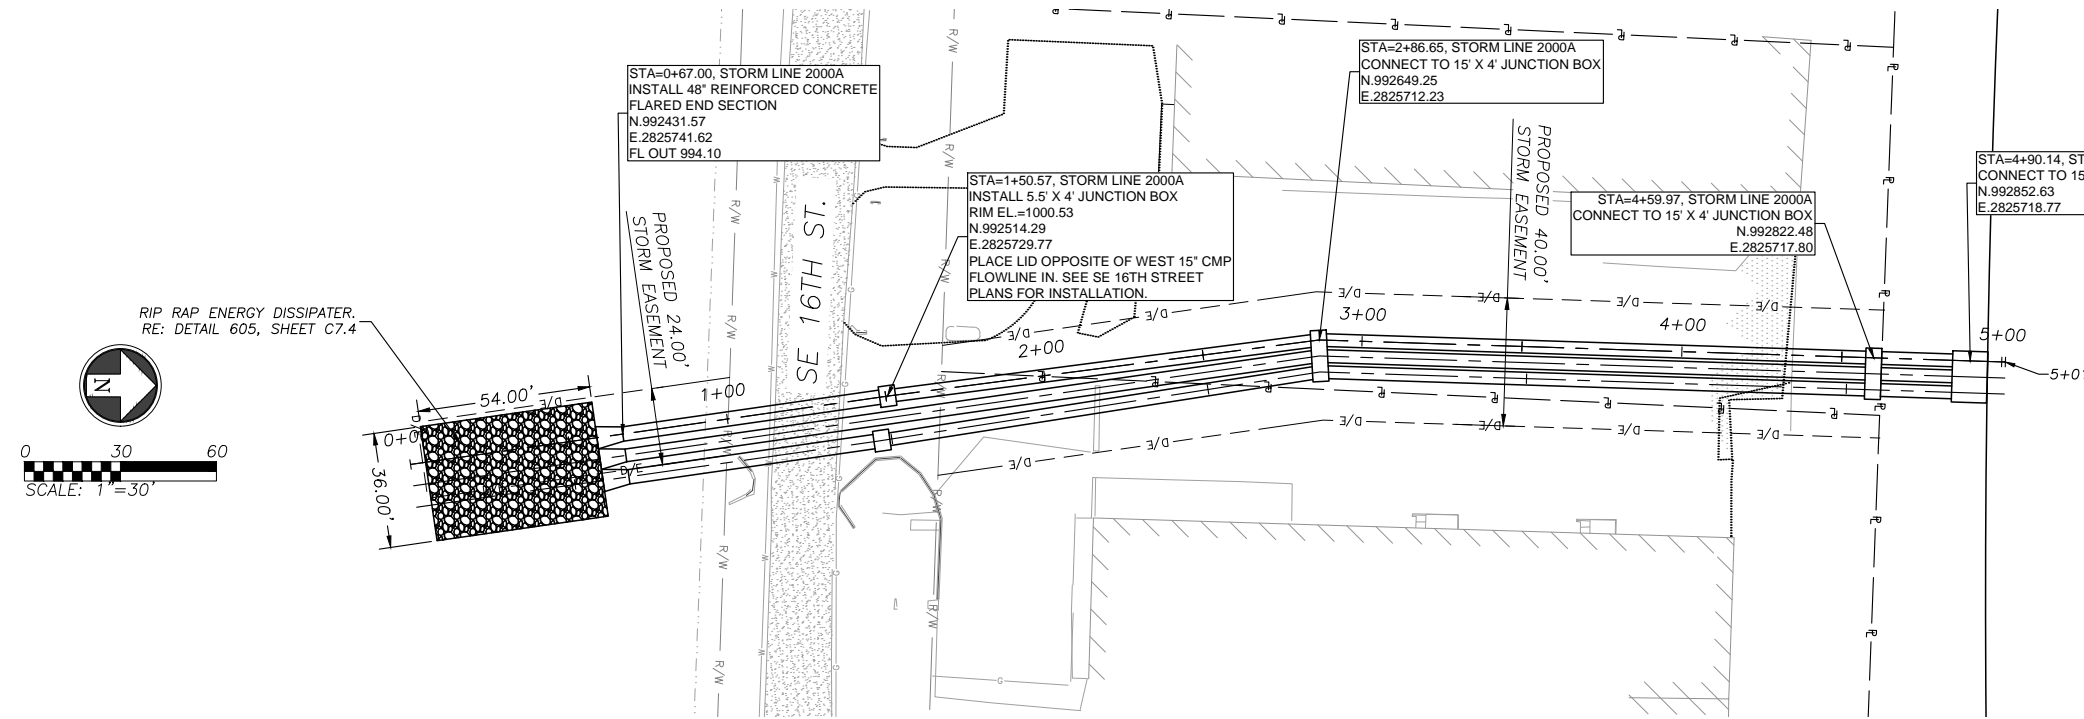 STA=0+67.00, STORM LINE 2000A
INSTALL 48" REINFORCED CONCRETE
FLARED END SECTION
N.992431.57
E.2825741.62
FL OUT 994.10
STA=2+86.65, STORM LINE 2000A
CONNECT TO 15' X 4' JUNCTION BOX
N.992649.25
E.2825712.23
STA=1+50.57, STORM LINE 2000A
INSTALL 5.5' X 4' JUNCTION BOX
RIM EL.=1000.53
N.992514.29
E.2825729.77
PLACE LID OPPOSITE OF WEST 15" CMP
FLOWLINE IN. SEE SE 16TH STREET
PLANS FOR INSTALLATION.
STA=4+59.97, STORM LINE 2000A
CONNECT TO 15' X 4' JUNCTION BOX
N.992822.48
E.2825717.80
STA=4+90.14, ST
CONNECT TO 15
N.992852.63
E.2825718.77
PROPOSED 40.00'
STORM EASEMENT
PROPOSED 24.00'
STORM EASEMENT
SE 16TH ST.
RIP RAP ENERGY DISSIPATER.
RE: DETAIL 605, SHEET C7.4
N
0 30 60
SCALE: 1"=30'
54.00'
36.00'
0+0
1+00
2+00
3+00
4+00
5+00
5+01
R/W
R/W
R/W
R/W
R/W
R/W
R/W
R/W
R/W
R/W
D/E
D/E
D/E
D/E
D/E
D/E
D/E
D/E
D/E
D/E
D/E
D/E
D/E
D/E
W
W
W
W
G
G
G
G
G
G